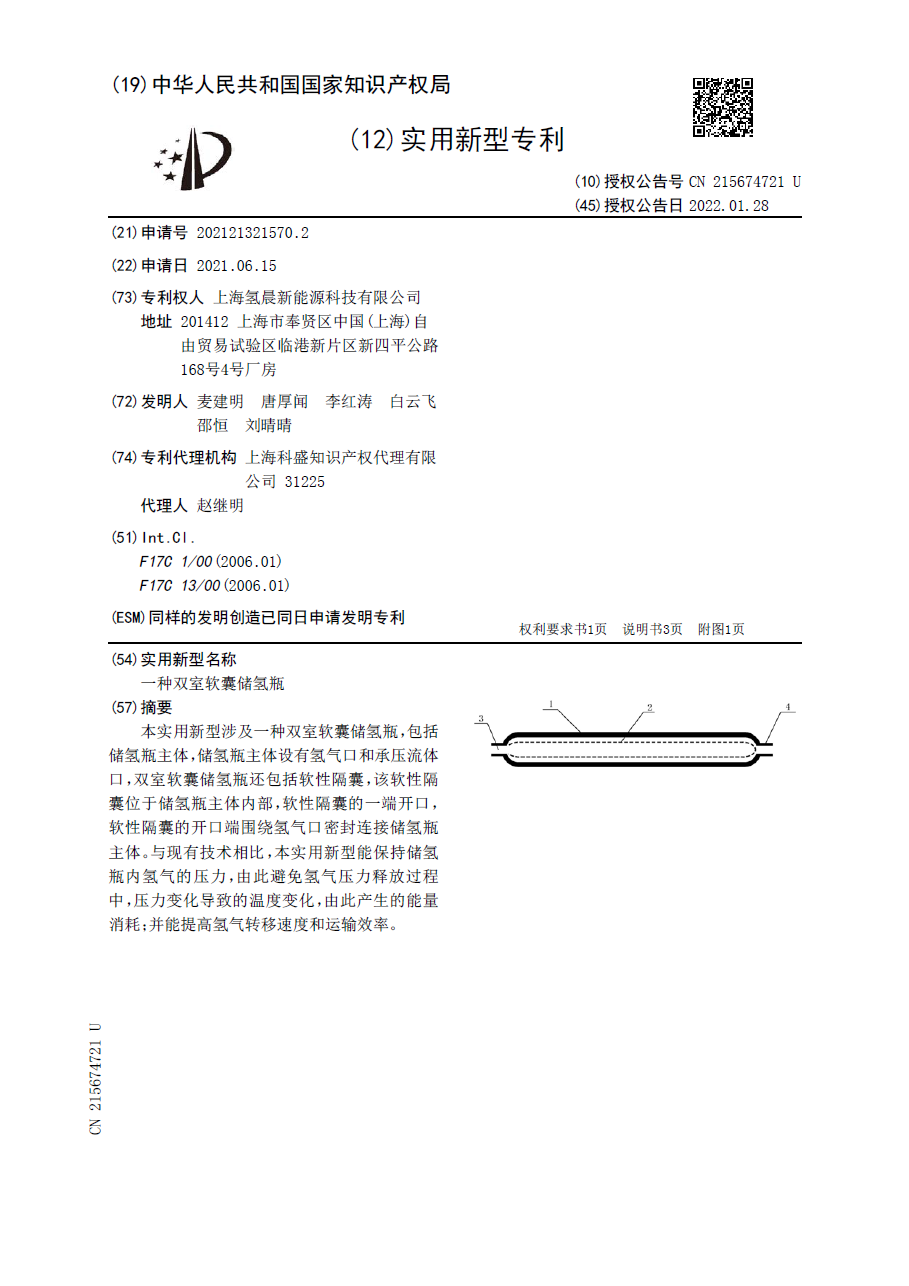 (19)中华人民共和国国家知识产权局
(12)实用新型专利
(10)授权公告号 CN 215674721 U
(45)授权公告日 2022.01.28
(21)申请号 202121321570.2
(22)申请日 2021.06.15
(73)专利权人 上海氢晨新能源科技有限公司
地址 201412 上海市奉贤区中国(上海)自
由贸易试验区临港新片区新四平公路
168号4号厂房
(72)发明人 麦建明 唐厚闻 李红涛 白云飞
邵恒 刘晴晴
(74)专利代理机构 上海科盛知识产权代理有限
公司 31225
代理人 赵继明
(51)Int.Cl.
F17C 1/00(2006.01)
F17C 13/00(2006.01)
(ESM)同样的发明创造已同日申请发明专利
权利要求书1页 说明书3页 附图1页
(54)实用新型名称
一种双室软囊储氢瓶
(57)摘要
本实用新型涉及一种双室软囊储氢瓶,包括
储氢瓶主体,储氢瓶主体设有氢气口和承压流体
口,双室软囊储氢瓶还包括软性隔囊,该软性隔
囊位于储氢瓶主体内部,软性隔囊的一端开口,
软性隔囊的开口端围绕氢气口密封连接储氢瓶
主体。与现有技术相比,本实用新型能保持储氢
瓶内氢气的压力,由此避免氢气压力释放过程
中,压力变化导致的温度变化,由此产生的能量
消耗;并能提高氢气转移速度和运输效率。
3 1 2 4
CN 215674721 U